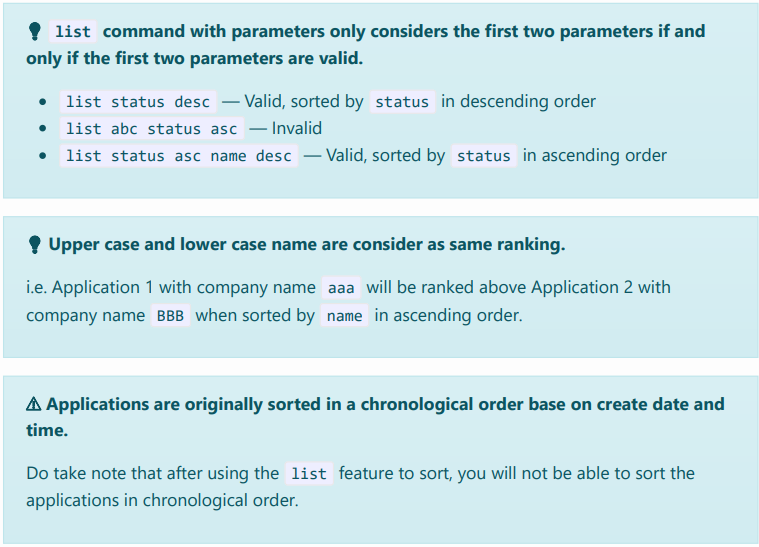 list command with parameters only considers the first two parameters if and
only if the first two parameters are valid.
• list status desc — Valid, sorted by status in descending order
• list abc status asc — Invalid
• list status asc name desc — Valid, sorted by status in ascending order
Upper case and lower case name are consider as same ranking.
i.e. Application 1 with company name aaa will be ranked above Application 2 with
company name BBB when sorted by name in ascending order.
Applications are originally sorted in a chronological order base on create date and
time.
Do take note that after using the list feature to sort, you will not be able to sort the
applications in chronological order.